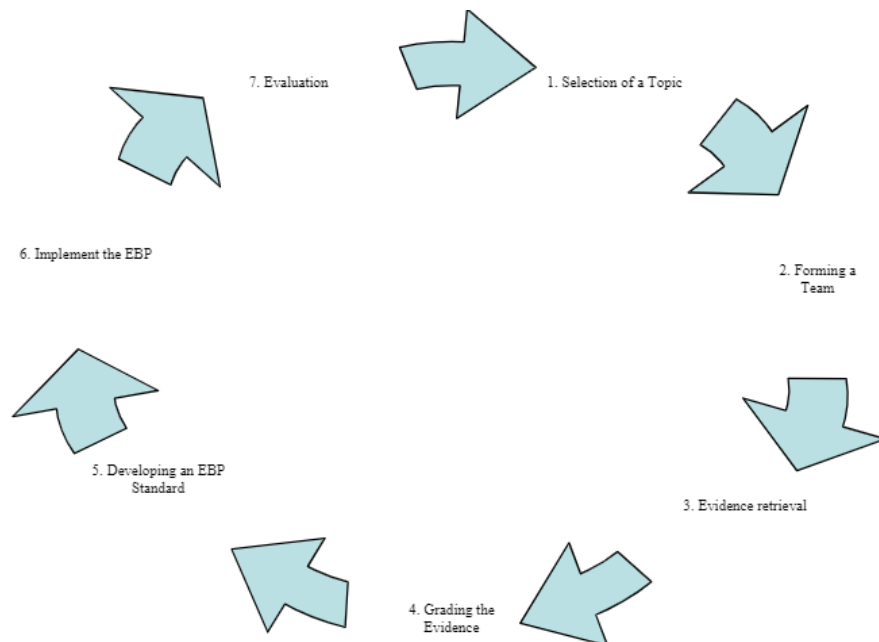 1. Selection of a Topic
2. Forming a
Team
3. Evidence retrieval
4. Grading the
Evidence
5. Developing an EBP
Standard
6. Implement the EBP
7. Evaluation